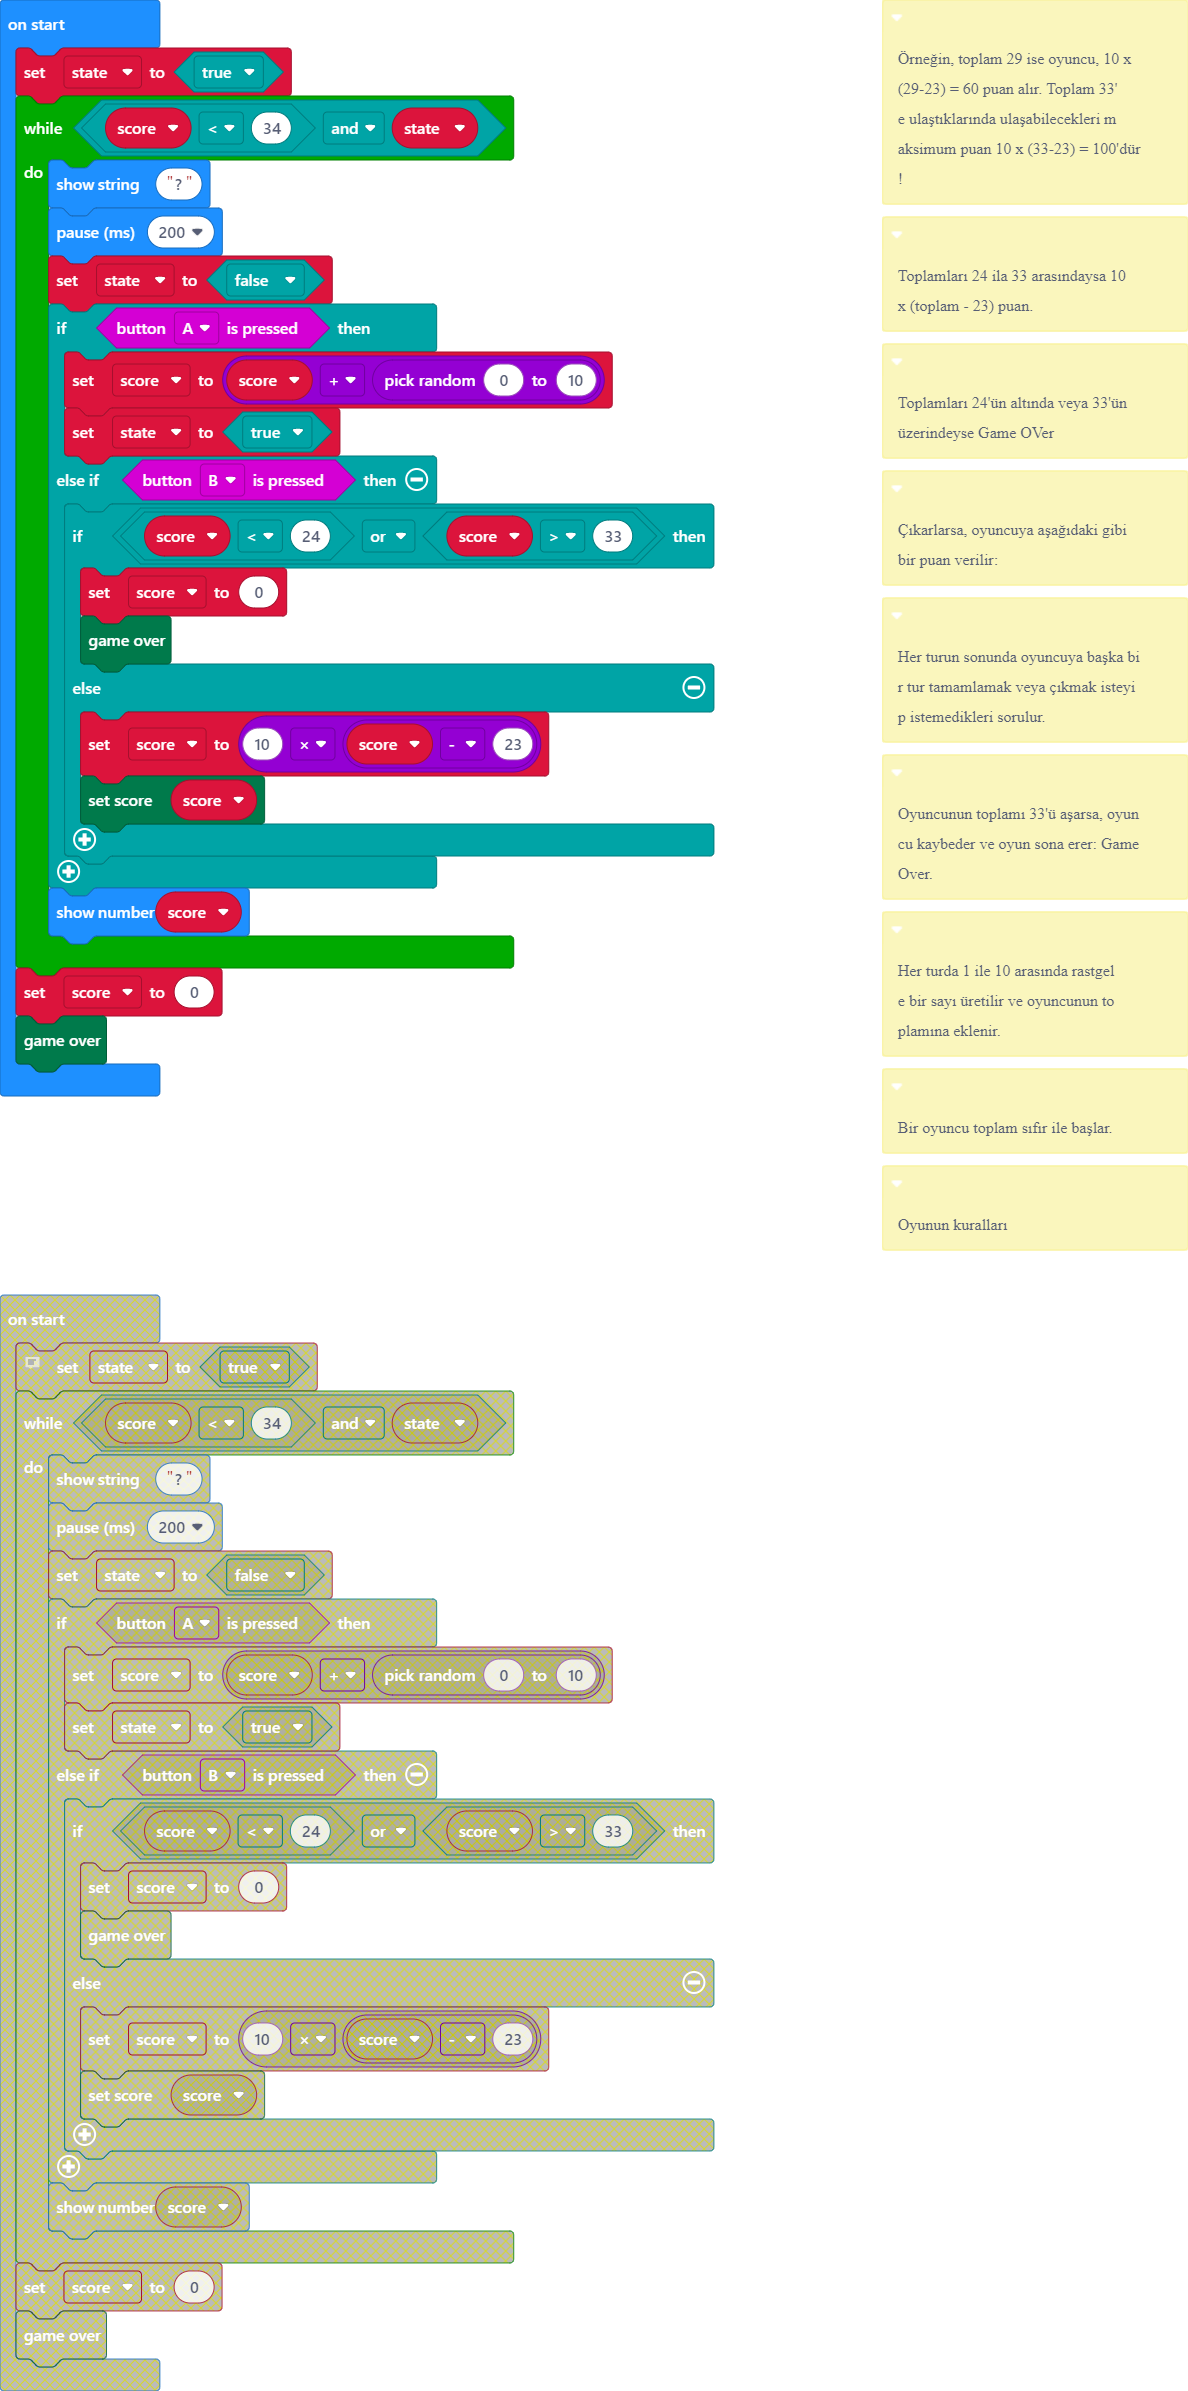 on start
set state to true
while score < 34 and state
do
show string "?"
pause (ms) 200
set state to false
if button A is pressed then
set score to score + pick random 0 to 10
set state to true
else if button B is pressed then
if score < 24 or score > 33 then
set score to 0
game over
else
set score to 10 × score - 23
set score score
show number score
set score to 0
game over
Örneğin, toplam 29 ise oyuncu, 10 x
(29-23) = 60 puan alır. Toplam 33'
e ulaştıklarında ulaşabilecekleri m
aksimum puan 10 x (33-23) = 100'dür
!
Toplamları 24 ila 33 arasındaysa 10
x (toplam - 23) puan.
Toplamları 24'ün altında veya 33'ün
üzerindeyse Game OVer
Çıkarlarsa, oyuncuya aşağıdaki gibi
bir puan verilir:
Her turun sonunda oyuncuya başka bi
r tur tamamlamak veya çıkmak isteyi
p istemedikleri sorulur.
Oyuncunun toplamı 33'ü aşarsa, oyun
cu kaybeder ve oyun sona erer: Game
Over.
Her turda 1 ile 10 arasında rastgel
e bir sayı üretilir ve oyuncunun to
plamına eklenir.
Bir oyuncu toplam sıfır ile başlar.
Oyunun kuralları
on start
set state to true
while score < 34 and state
do
show string "?"
pause (ms) 200
set state to false
if button A is pressed then
set score to score + pick random 0 to 10
set state to true
else if button B is pressed then
if score < 24 or score > 33 then
set score to 0
game over
else
set score to 10 × score - 23
set score score
show number score
set score to 0
game over